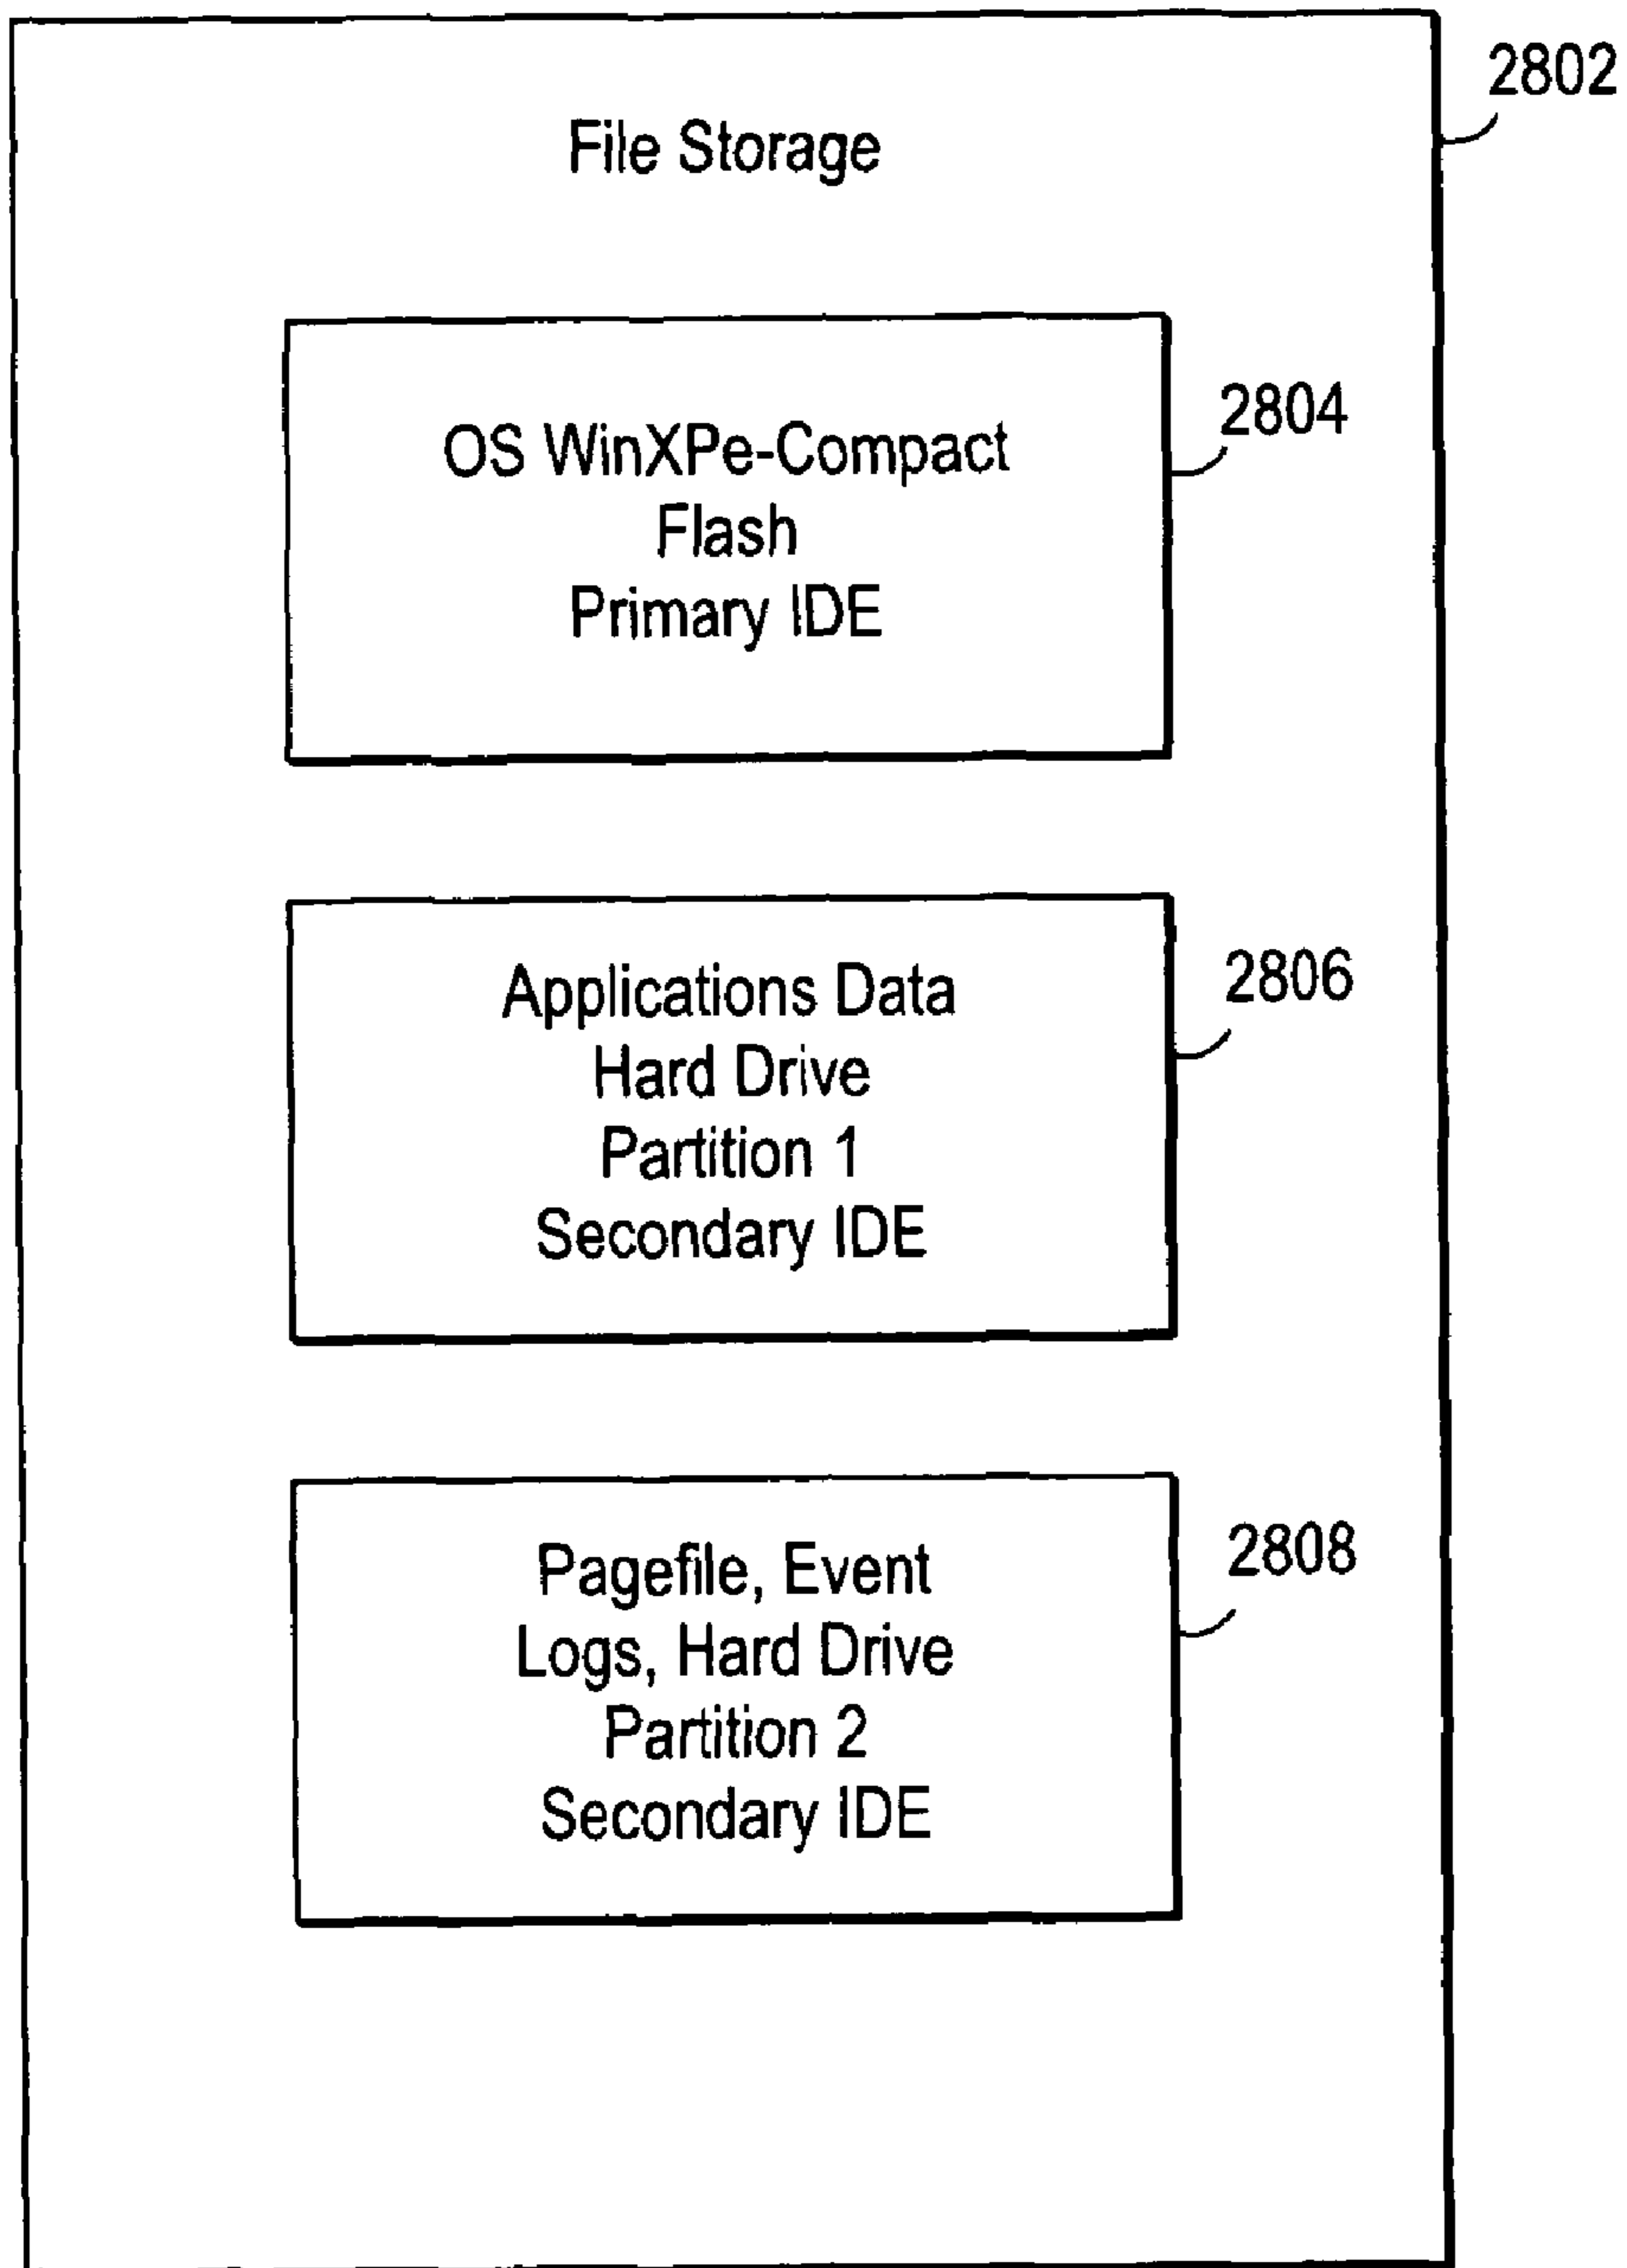 2802
File Storage
2804
OS WinXPe-Compact
Flash
Primary IDE
2806
Applications Data
Hard Drive
Partition 1
Secondary IDE
2808
Pagefile, Event
Logs, Hard Drive
Partition 2
Secondary IDE